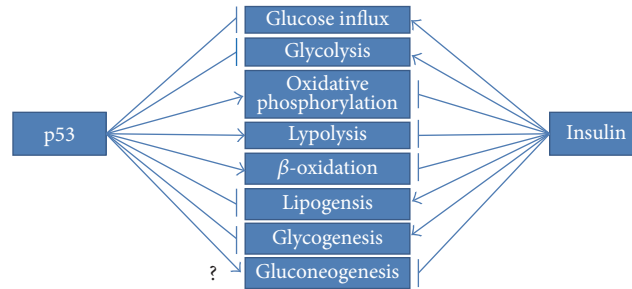 Glucose influx
Glycolysis
Oxidative
phosphorylation
p53
Lypolysis
Insulin
β-oxidation
Lipogensis
Glycogenesis
? Gluconeogenesis